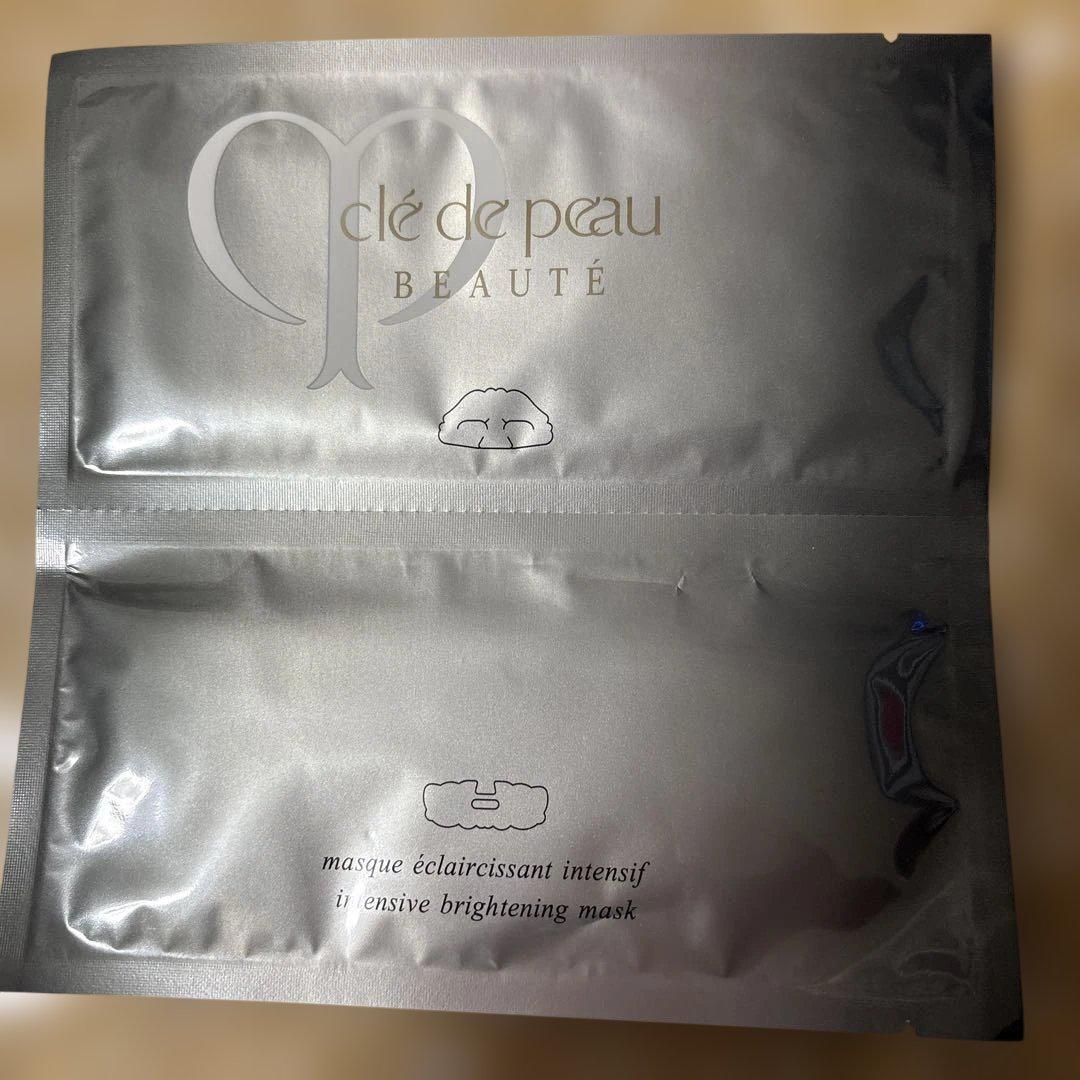 clé de peau
BEAUTÉ
masque éclaircissant intensif
intensive brightening mask